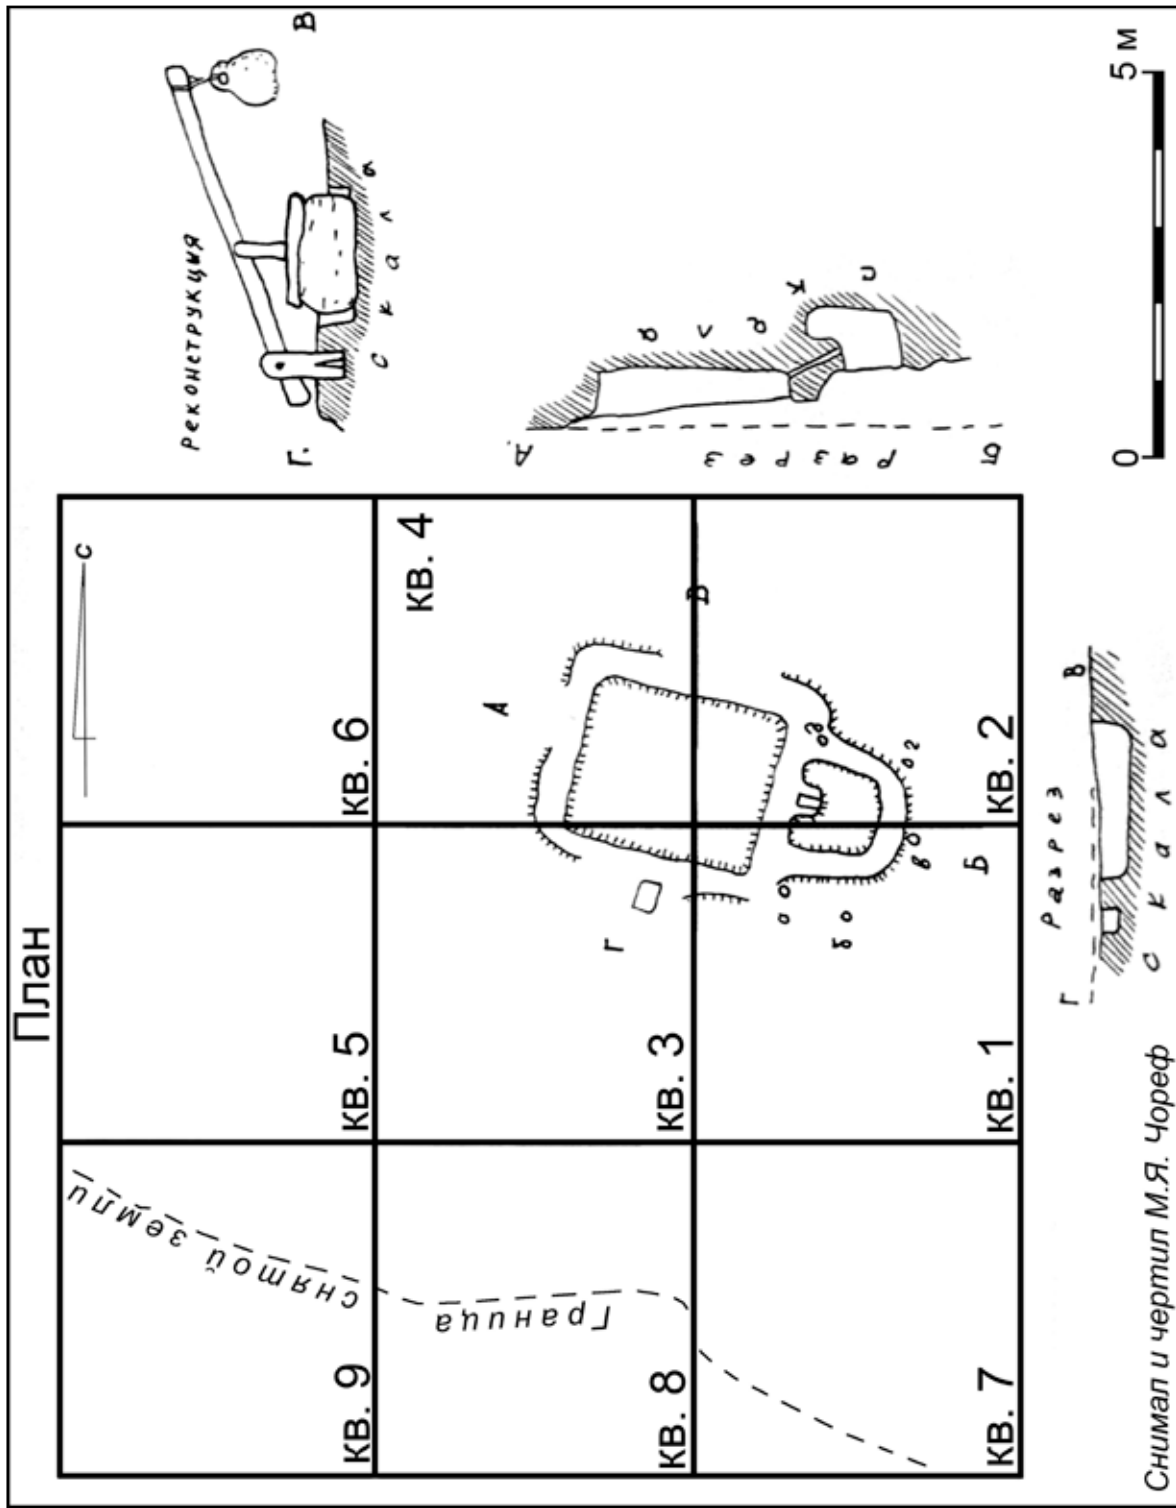 План
с
кв. 9
кв. 5
кв. 6
кв. 8
кв. 3
кв. 4
кв. 7
кв. 1
кв. 2
Граница
снятой земли
А
Б
В
Г
а
б
в
г
д
Реконструкция
Г.
В
скала
А.
Б
разрез
скал
и
Разрез
Г
В
скала
0
5 м
Снимал и чертил М.Я. Чореф